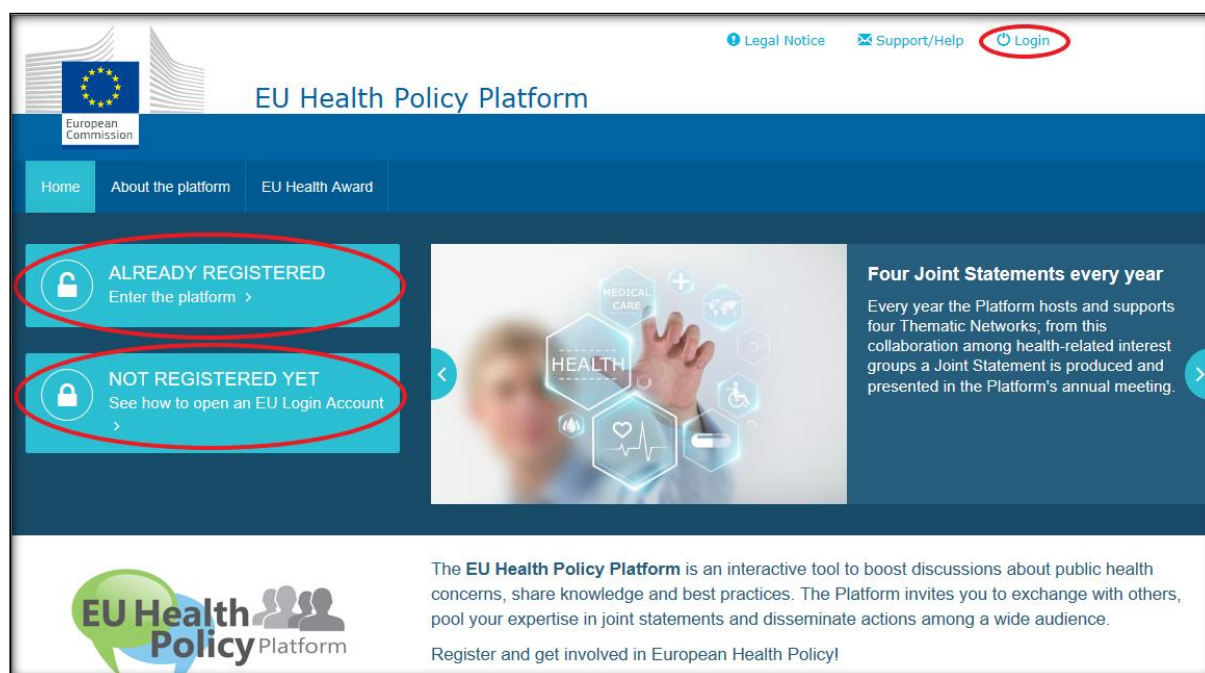 Legal Notice Support/Help Login
EU Health Policy Platform
European
Commission
Home About the platform EU Health Award
ALREADY REGISTERED
Enter the platform >
NOT REGISTERED YET
See how to open an EU Login Account
>
MEDICAL
CARE
HEALTH
Four Joint Statements every year
Every year the Platform hosts and supports
four Thematic Networks; from this
collaboration among health-related interest
groups a Joint Statement is produced and
presented in the Platform's annual meeting.
EU Health
Policy Platform
The EU Health Policy Platform is an interactive tool to boost discussions about public health
concerns, share knowledge and best practices. The Platform invites you to exchange with others,
pool your expertise in joint statements and disseminate actions among a wide audience.
Register and get involved in European Health Policy!